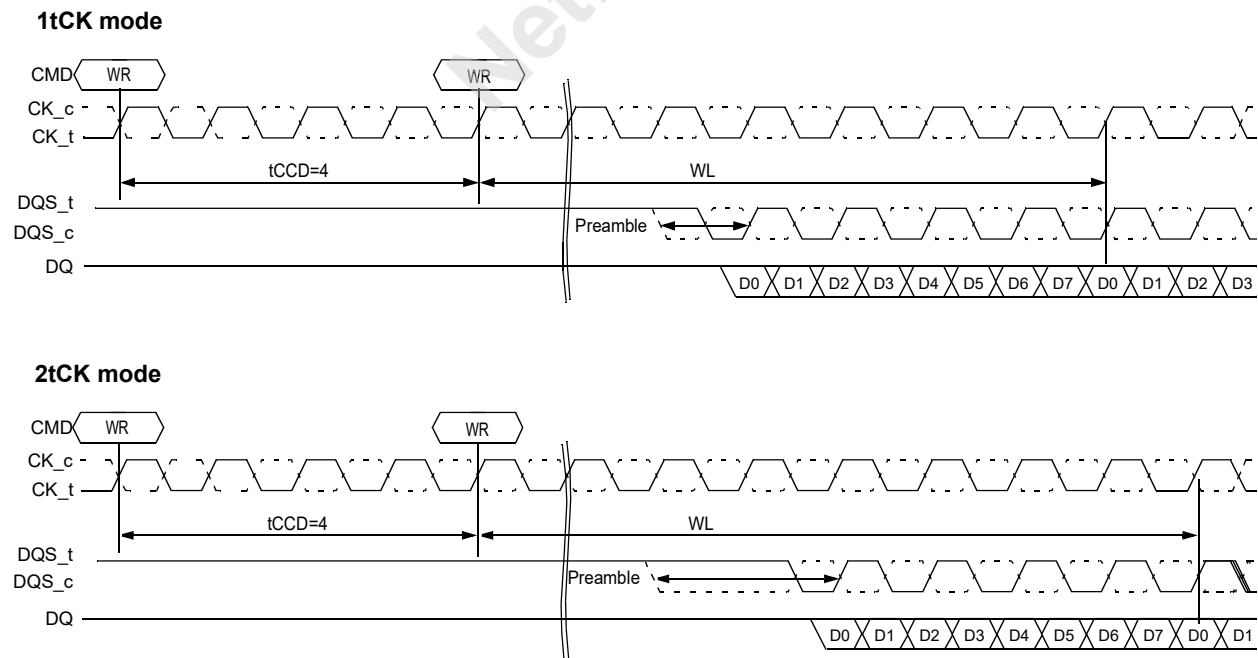 1tCK mode
CMD WR WR
CK_c
CK_t
tCCD=4 WL
DQS_t
Preamble
DQS_c
DQ D0 D1 D2 D3 D4 D5 D6 D7 D0 D1 D2 D3
2tCK mode
CMD WR WR
CK_c
CK_t
tCCD=4 WL
DQS_t
DQS_c Preamble
DQ D0 D1 D2 D3 D4 D5 D6 D7 D0 D1